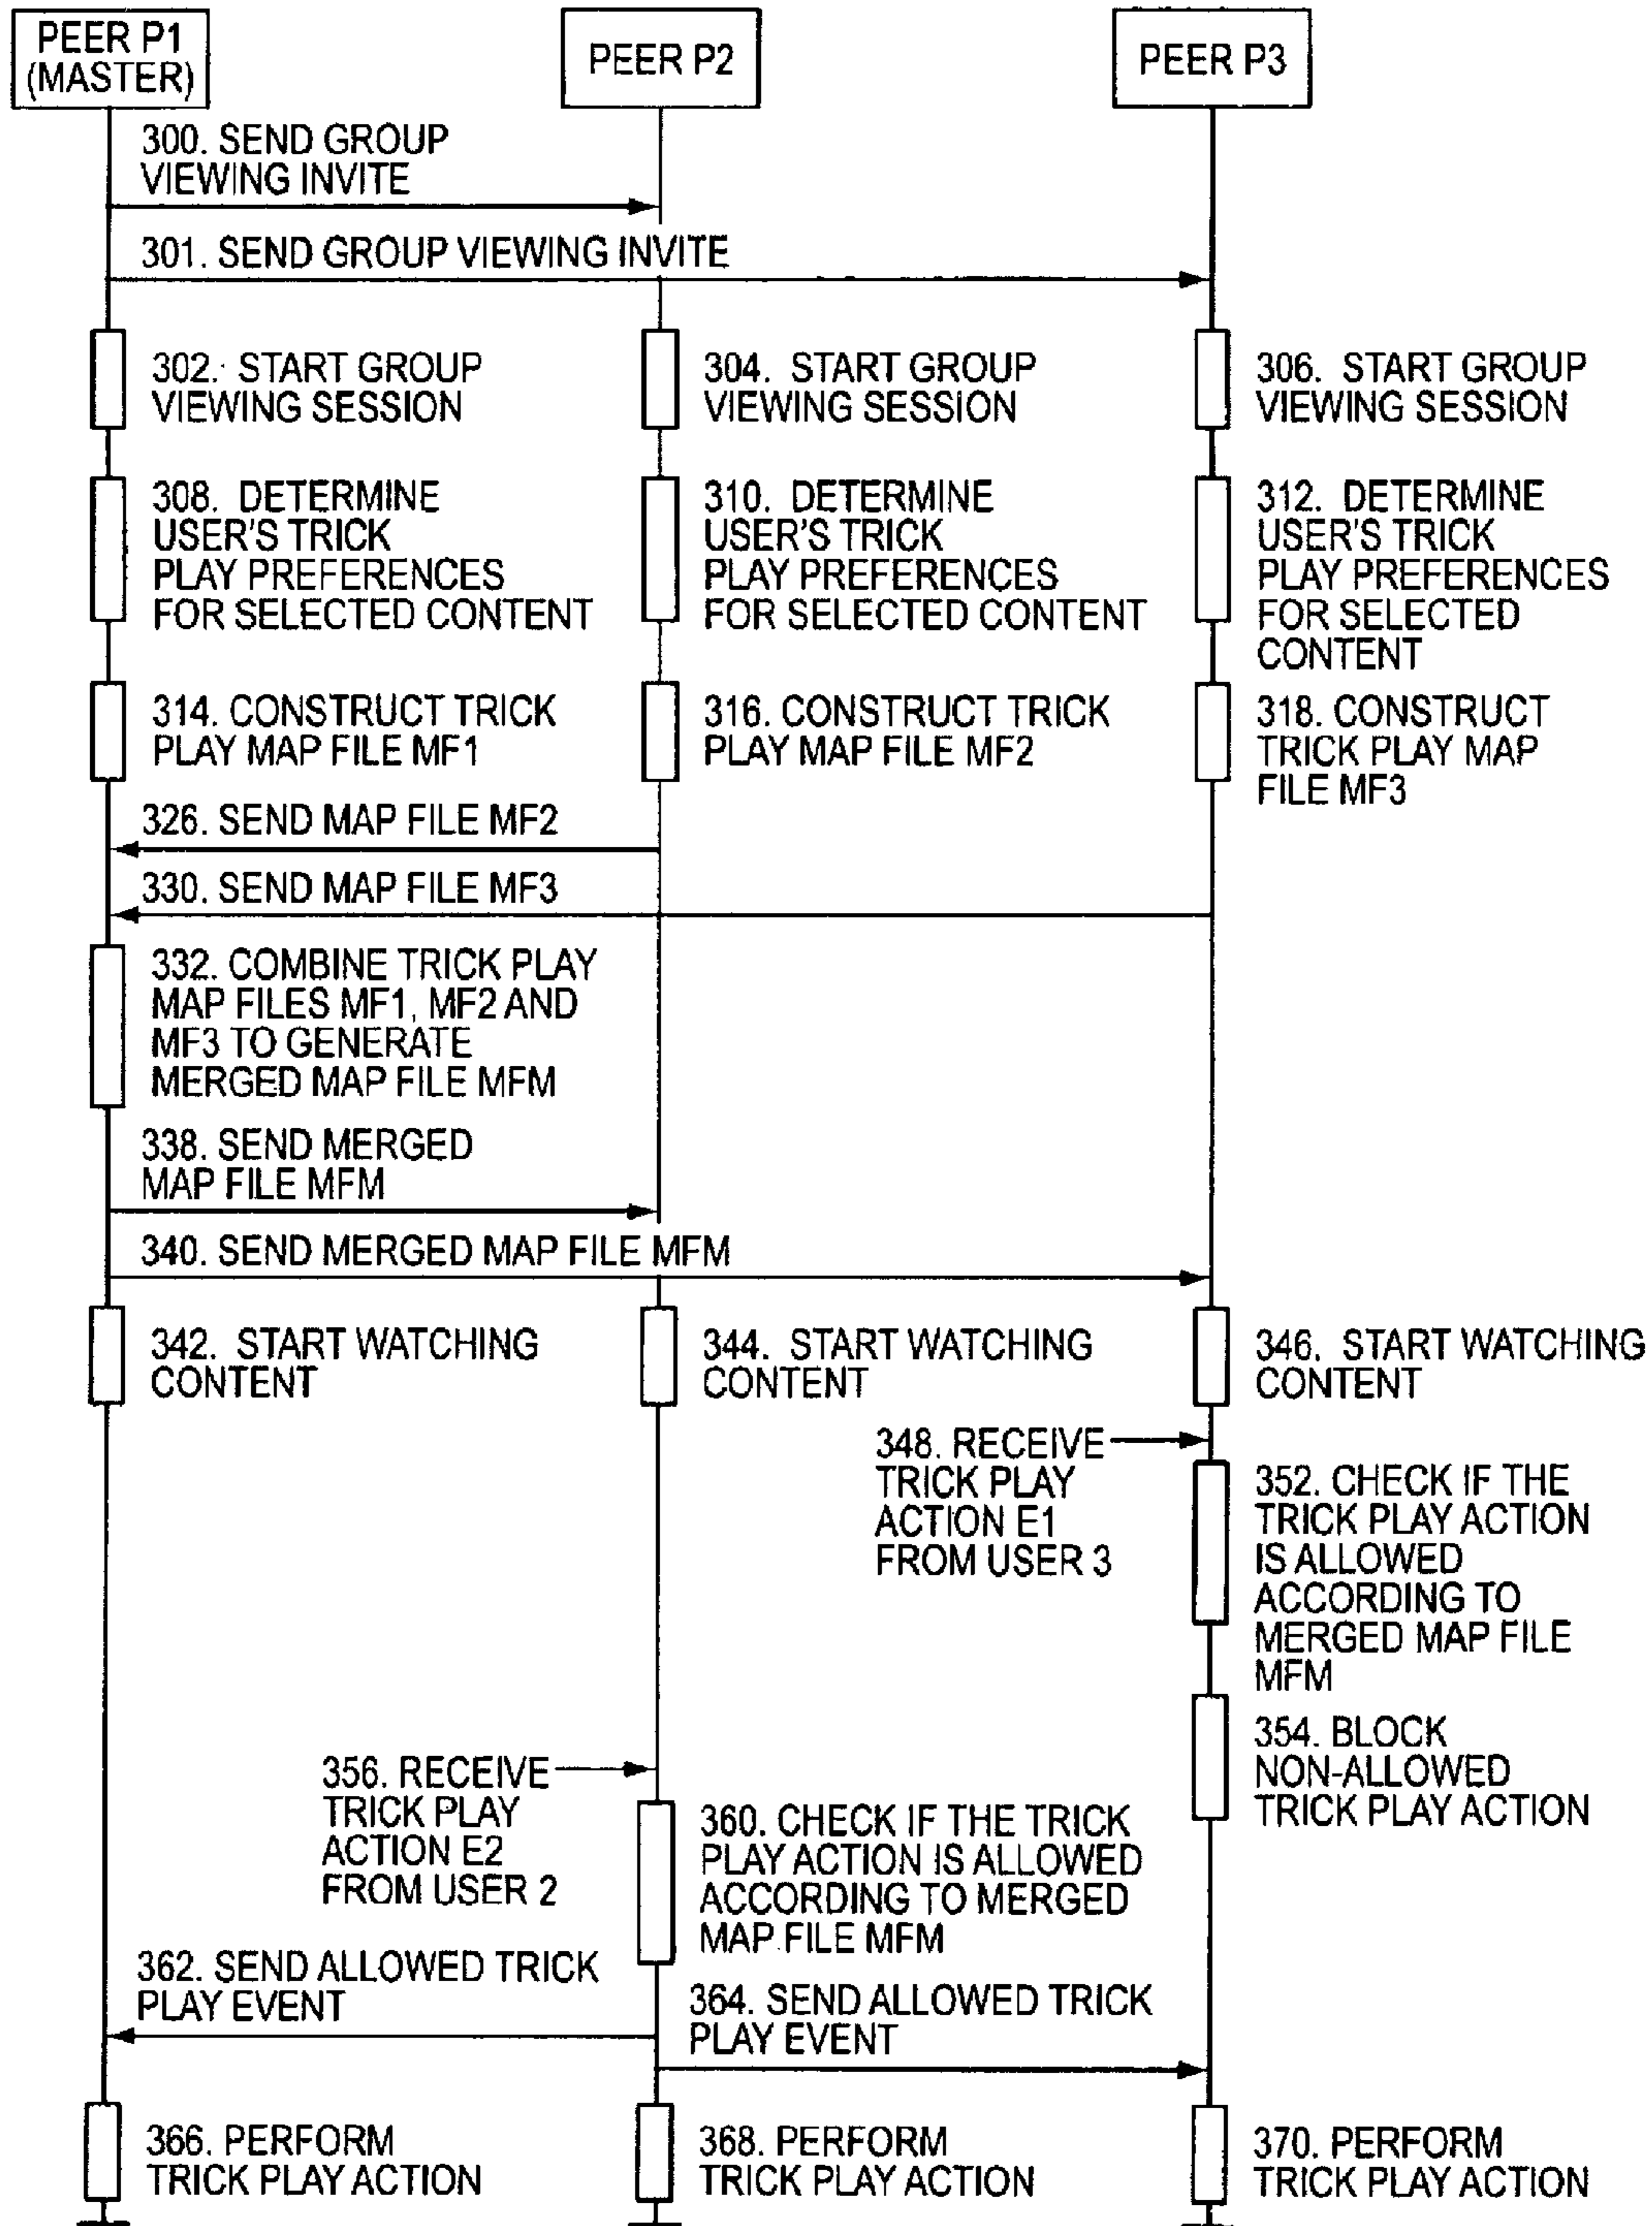 PEER P1
(MASTER)
PEER P2
PEER P3
300. SEND GROUP
VIEWING INVITE
301. SEND GROUP VIEWING INVITE
302. START GROUP
VIEWING SESSION
304. START GROUP
VIEWING SESSION
306. START GROUP
VIEWING SESSION
308. DETERMINE
USER'S TRICK
PLAY PREFERENCES
FOR SELECTED CONTENT
310. DETERMINE
USER'S TRICK
PLAY PREFERENCES
FOR SELECTED CONTENT
312. DETERMINE
USER'S TRICK
PLAY PREFERENCES
FOR SELECTED
CONTENT
314. CONSTRUCT TRICK
PLAY MAP FILE MF1
316. CONSTRUCT TRICK
PLAY MAP FILE MF2
318. CONSTRUCT
TRICK PLAY MAP
FILE MF3
326. SEND MAP FILE MF2
330. SEND MAP FILE MF3
332. COMBINE TRICK PLAY
MAP FILES MF1, MF2 AND
MF3 TO GENERATE
MERGED MAP FILE MFM
338. SEND MERGED
MAP FILE MFM
340. SEND MERGED MAP FILE MFM
342. START WATCHING
CONTENT
344. START WATCHING
CONTENT
346. START WATCHING
CONTENT
348. RECEIVE
TRICK PLAY
ACTION E1
FROM USER 3
352. CHECK IF THE
TRICK PLAY ACTION
IS ALLOWED
ACCORDING TO
MERGED MAP FILE
MFM
354. BLOCK
NON-ALLOWED
TRICK PLAY ACTION
356. RECEIVE
TRICK PLAY
ACTION E2
FROM USER 2
360. CHECK IF THE TRICK
PLAY ACTION IS ALLOWED
ACCORDING TO MERGED
MAP FILE MFM
362. SEND ALLOWED TRICK
PLAY EVENT
364. SEND ALLOWED TRICK
PLAY EVENT
366. PERFORM
TRICK PLAY ACTION
368. PERFORM
TRICK PLAY ACTION
370. PERFORM
TRICK PLAY ACTION